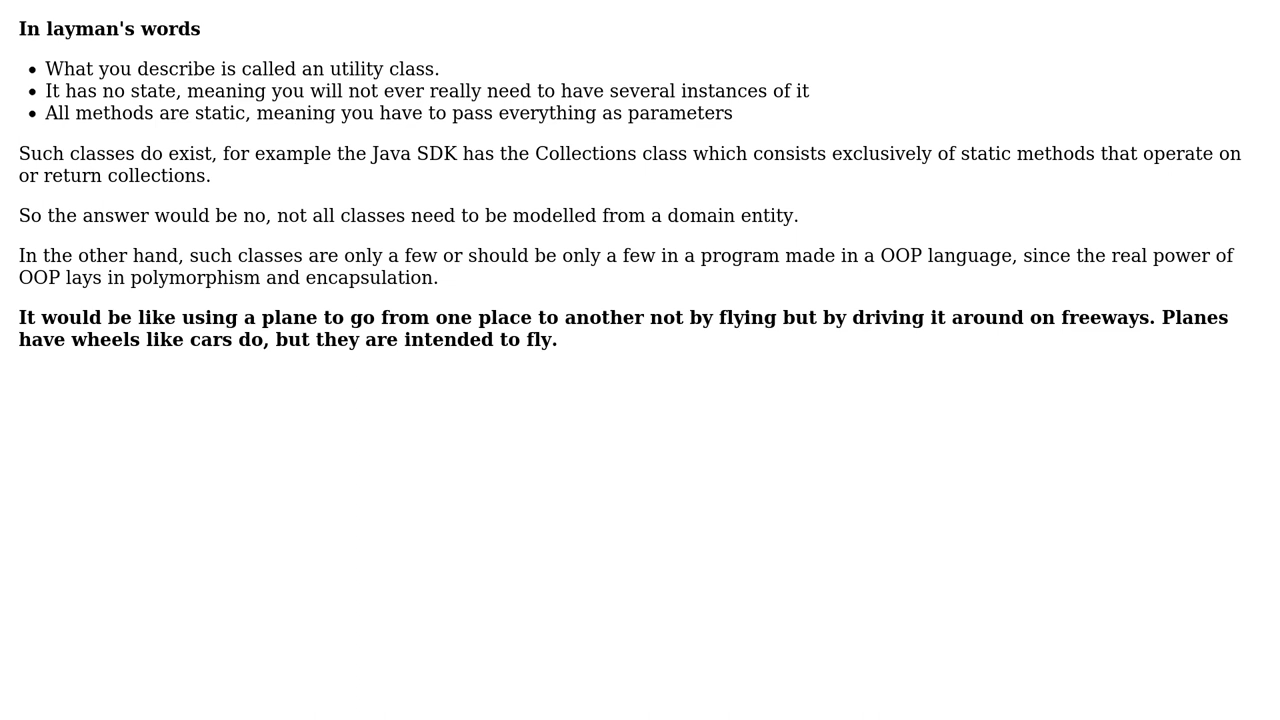 In layman's words
• What you describe is called an utility class.
• It has no state, meaning you will not ever really need to have several instances of it
• All methods are static, meaning you have to pass everything as parameters
Such classes do exist, for example the Java SDK has the Collections class which consists exclusively of static methods that operate on
or return collections.
So the answer would be no, not all classes need to be modelled from a domain entity.
In the other hand, such classes are only a few or should be only a few in a program made in a OOP language, since the real power of
OOP lays in polymorphism and encapsulation.
It would be like using a plane to go from one place to another not by flying but by driving it around on freeways. Planes
have wheels like cars do, but they are intended to fly.